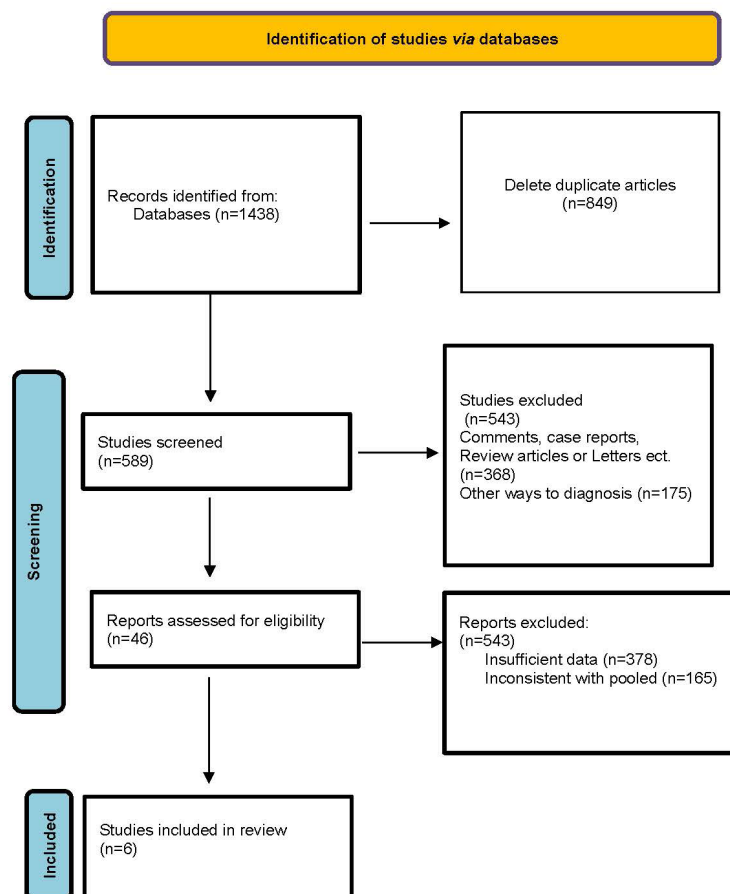 Identification of studies via databases
Identification
Records identified from:
Databases (n=1438)
Delete duplicate articles
(n=849)
Screening
Studies screened
(n=589)
Studies excluded
(n=543)
Comments, case reports,
Review articles or Letters ect.
(n=368)
Other ways to diagnosis (n=175)
Reports assessed for eligibility
(n=46)
Reports excluded:
(n=543)
Insufficient data (n=378)
Inconsistent with pooled (n=165)
Included
Studies included in review
(n=6)